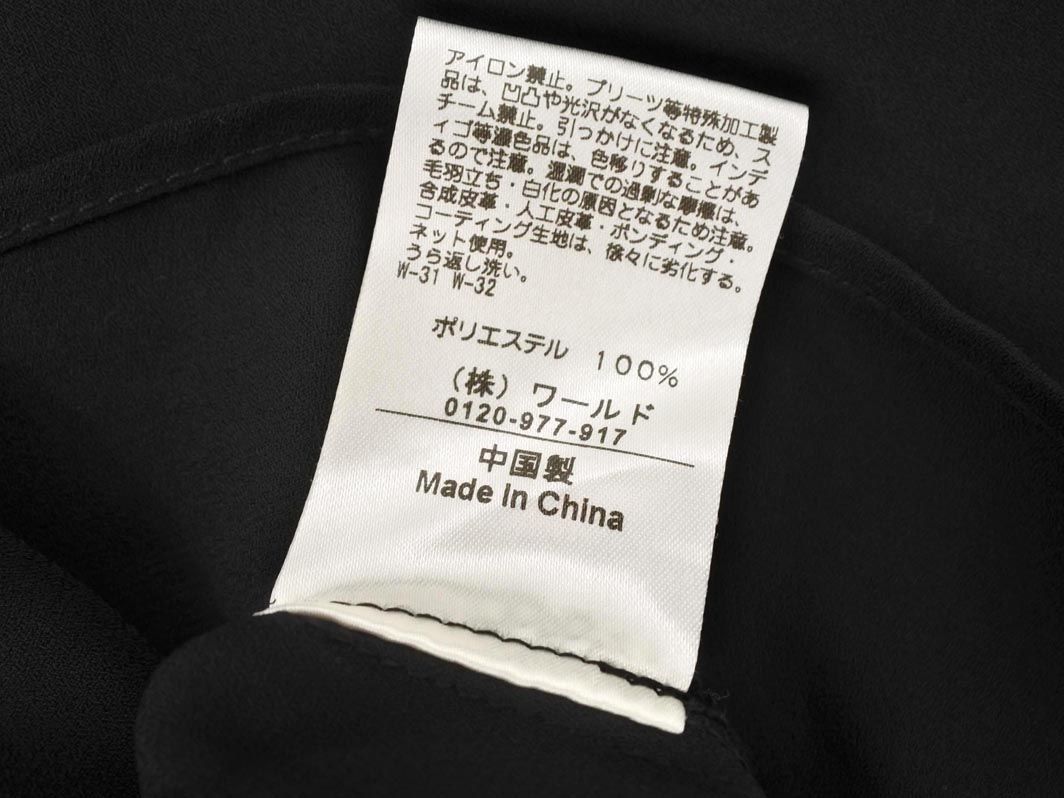 アイロン禁止。プリーツ等特殊加工製
品は、凹凸や光沢がなくなるため、ス
チーム禁止。引っかけに注意。インデ
ィゴ等濃色品は、色移りすることがあ
るので注意。湿潤での過剰な摩擦は、
毛羽立ち・白化の原因となるため注意。
合成皮革・人工皮革・ボンディング・
コーティング生地は、徐々に劣化する。
ネット使用。
うら返し洗い。
W-31 W-32
ポリエステル 100%
(株) ワールド
0120-977-917
中国製
Made In China